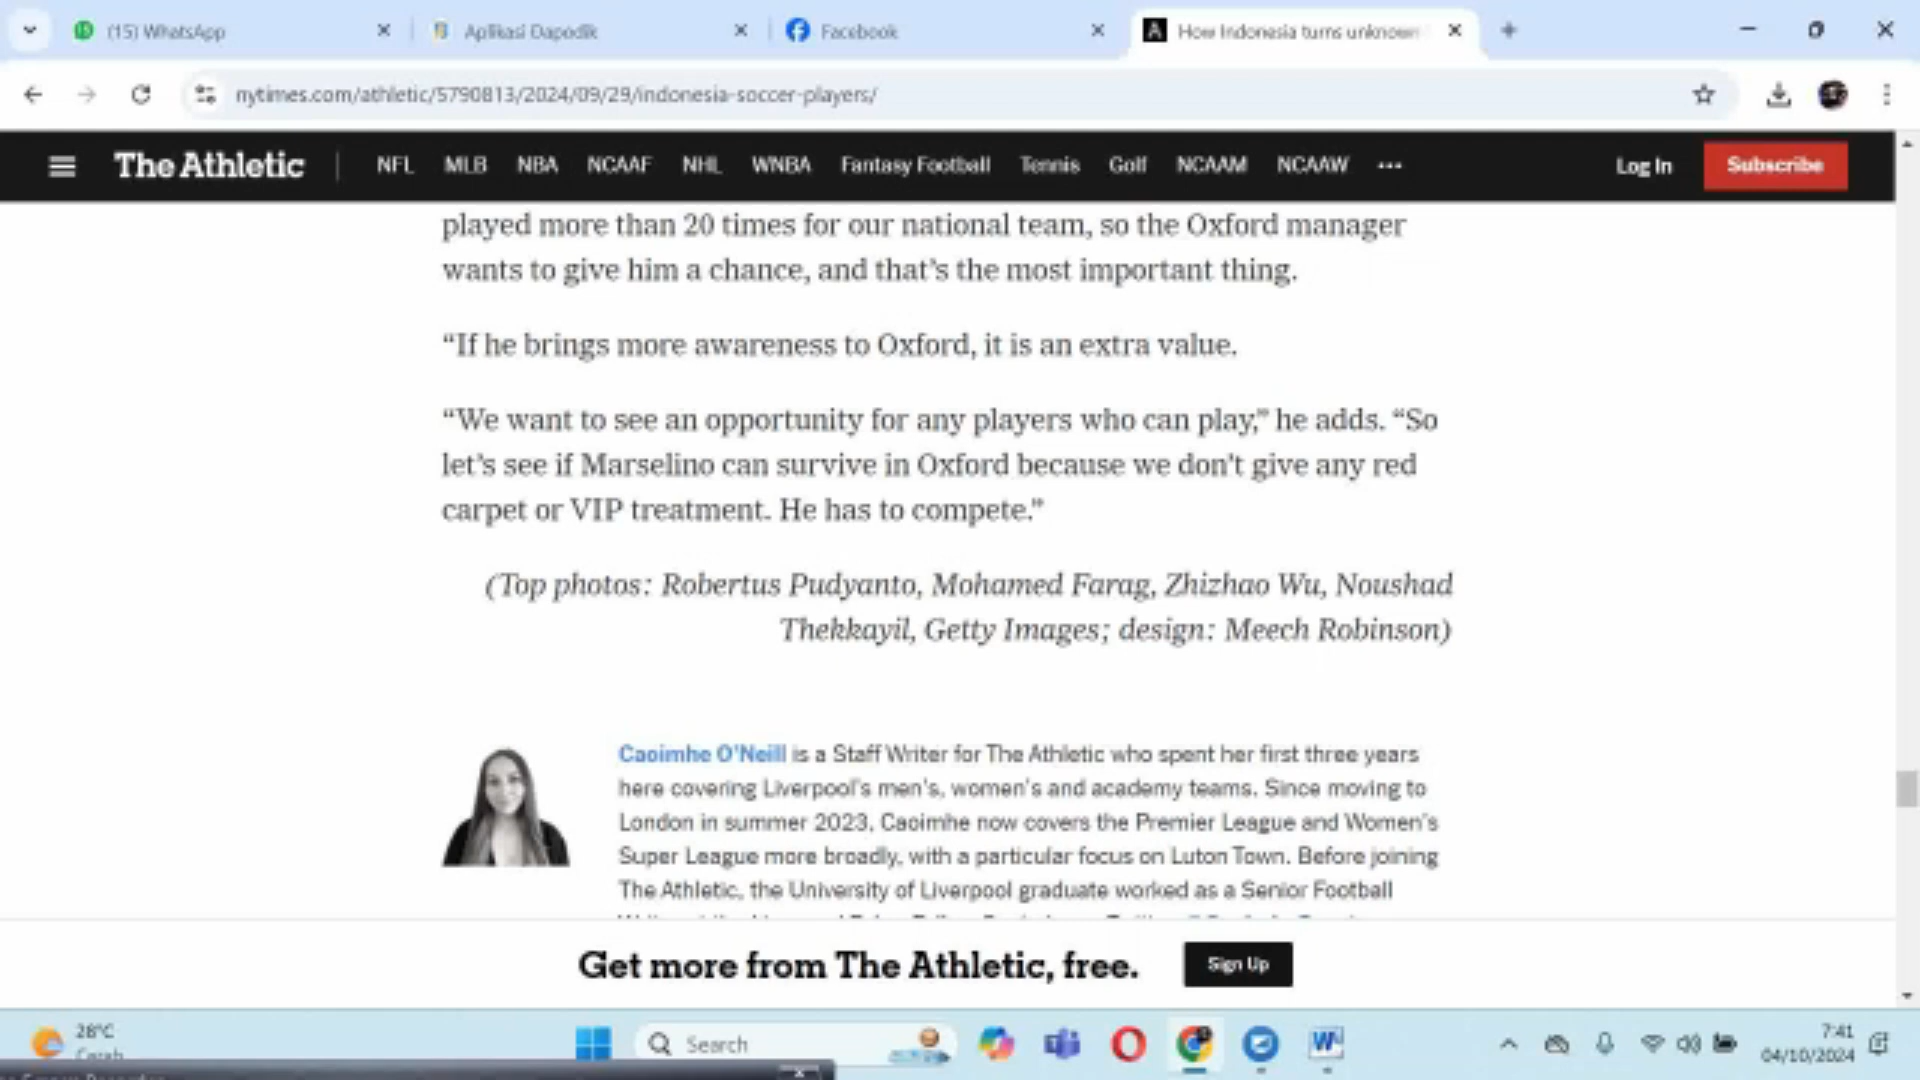 (15) WhatsApp
Aplikasi Dapodik
Facebook
How Indonesia turns unknown
nytimes.com/athletic/5790813/2024/09/29/indonesia-soccer-players/
The Athletic
NFL
MLB
NBA
NCAAF
NHL
WNBA
Fantasy Football
Tennis
Golf
NCAAM
NCAAW
Log In
Subscribe
played more than 20 times for our national team, so the Oxford manager
wants to give him a chance, and that’s the most important thing.
“If he brings more awareness to Oxford, it is an extra value.
“We want to see an opportunity for any players who can play,” he adds. “So
let’s see if Marselino can survive in Oxford because we don’t give any red
carpet or VIP treatment. He has to compete.”
(Top photos: Robertus Pudyanto, Mohamed Farag, Zhizhao Wu, Noushad
Thekkayil, Getty Images; design: Meech Robinson)
Caoimhe O'Neill is a Staff Writer for The Athletic who spent her first three years
here covering Liverpool's men's, women's and academy teams. Since moving to
London in summer 2023, Caoimhe now covers the Premier League and Women's
Super League more broadly, with a particular focus on Luton Town. Before joining
The Athletic, the University of Liverpool graduate worked as a Senior Football
Get more from The Athletic, free.
Sign Up
28°C
Cerah
Search
7:41
04/10/2024